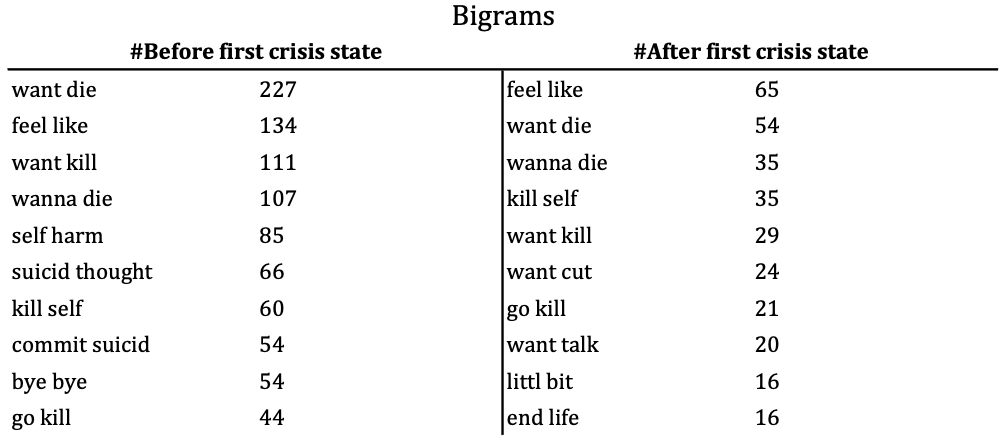 Bigrams
#Before first crisis state #After first crisis state
want die 227 feel like 65
feel like 134 want die 54
want kill 111 wanna die 35
wanna die 107 kill self 35
self harm 85 want kill 29
suicid thought 66 want cut 24
kill self 60 go kill 21
commit suicid 54 want talk 20
bye bye 54 littl bit 16
go kill 44 end life 16